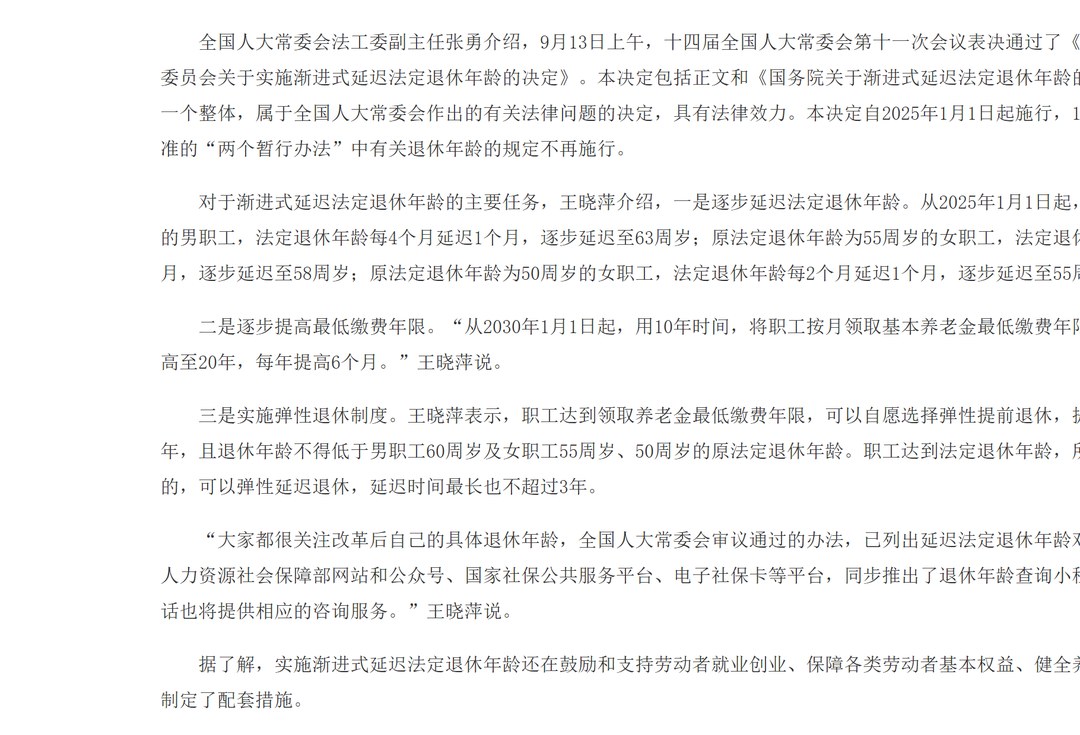 全国人大常委会法工委副主任张勇介绍，9月13日上午，十四届全国人大常委会第十一次会议表决通过了《
委员会关于实施渐进式延迟法定退休年龄的决定》。本决定包括正文和《国务院关于渐进式延迟法定退休年龄的
一个整体，属于全国人大常委会作出的有关法律问题的决定，具有法律效力。本决定自2025年1月1日起施行，1
准的“两个暂行办法”中有关退休年龄的规定不再施行。
对于渐进式延迟法定退休年龄的主要任务，王晓萍介绍，一是逐步延迟法定退休年龄。从2025年1月1日起，
的男职工，法定退休年龄每4个月延迟1个月，逐步延迟至63周岁；原法定退休年龄为55周岁的女职工，法定退休
月，逐步延迟至58周岁；原法定退休年龄为50周岁的女职工，法定退休年龄每2个月延迟1个月，逐步延迟至55周
二是逐步提高最低缴费年限。“从2030年1月1日起，用10年时间，将职工按月领取基本养老金最低缴费年限
高至20年，每年提高6个月。”王晓萍说。
三是实施弹性退休制度。王晓萍表示，职工达到领取养老金最低缴费年限，可以自愿选择弹性提前退休，提
年，且退休年龄不得低于男职工60周岁及女职工55周岁、50周岁的原法定退休年龄。职工达到法定退休年龄，所
的，可以弹性延迟退休，延迟时间最长也不超过3年。
“大家都很关注改革后自己的具体退休年龄，全国人大常委会审议通过的办法，已列出延迟法定退休年龄对
人力资源社会保障部网站和公众号、国家社保公共服务平台、电子社保卡等平台，同步推出了退休年龄查询小程
话也将提供相应的咨询服务。”王晓萍说。
据了解，实施渐进式延迟法定退休年龄还在鼓励和支持劳动者就业创业、保障各类劳动者基本权益、健全养
制定了配套措施。